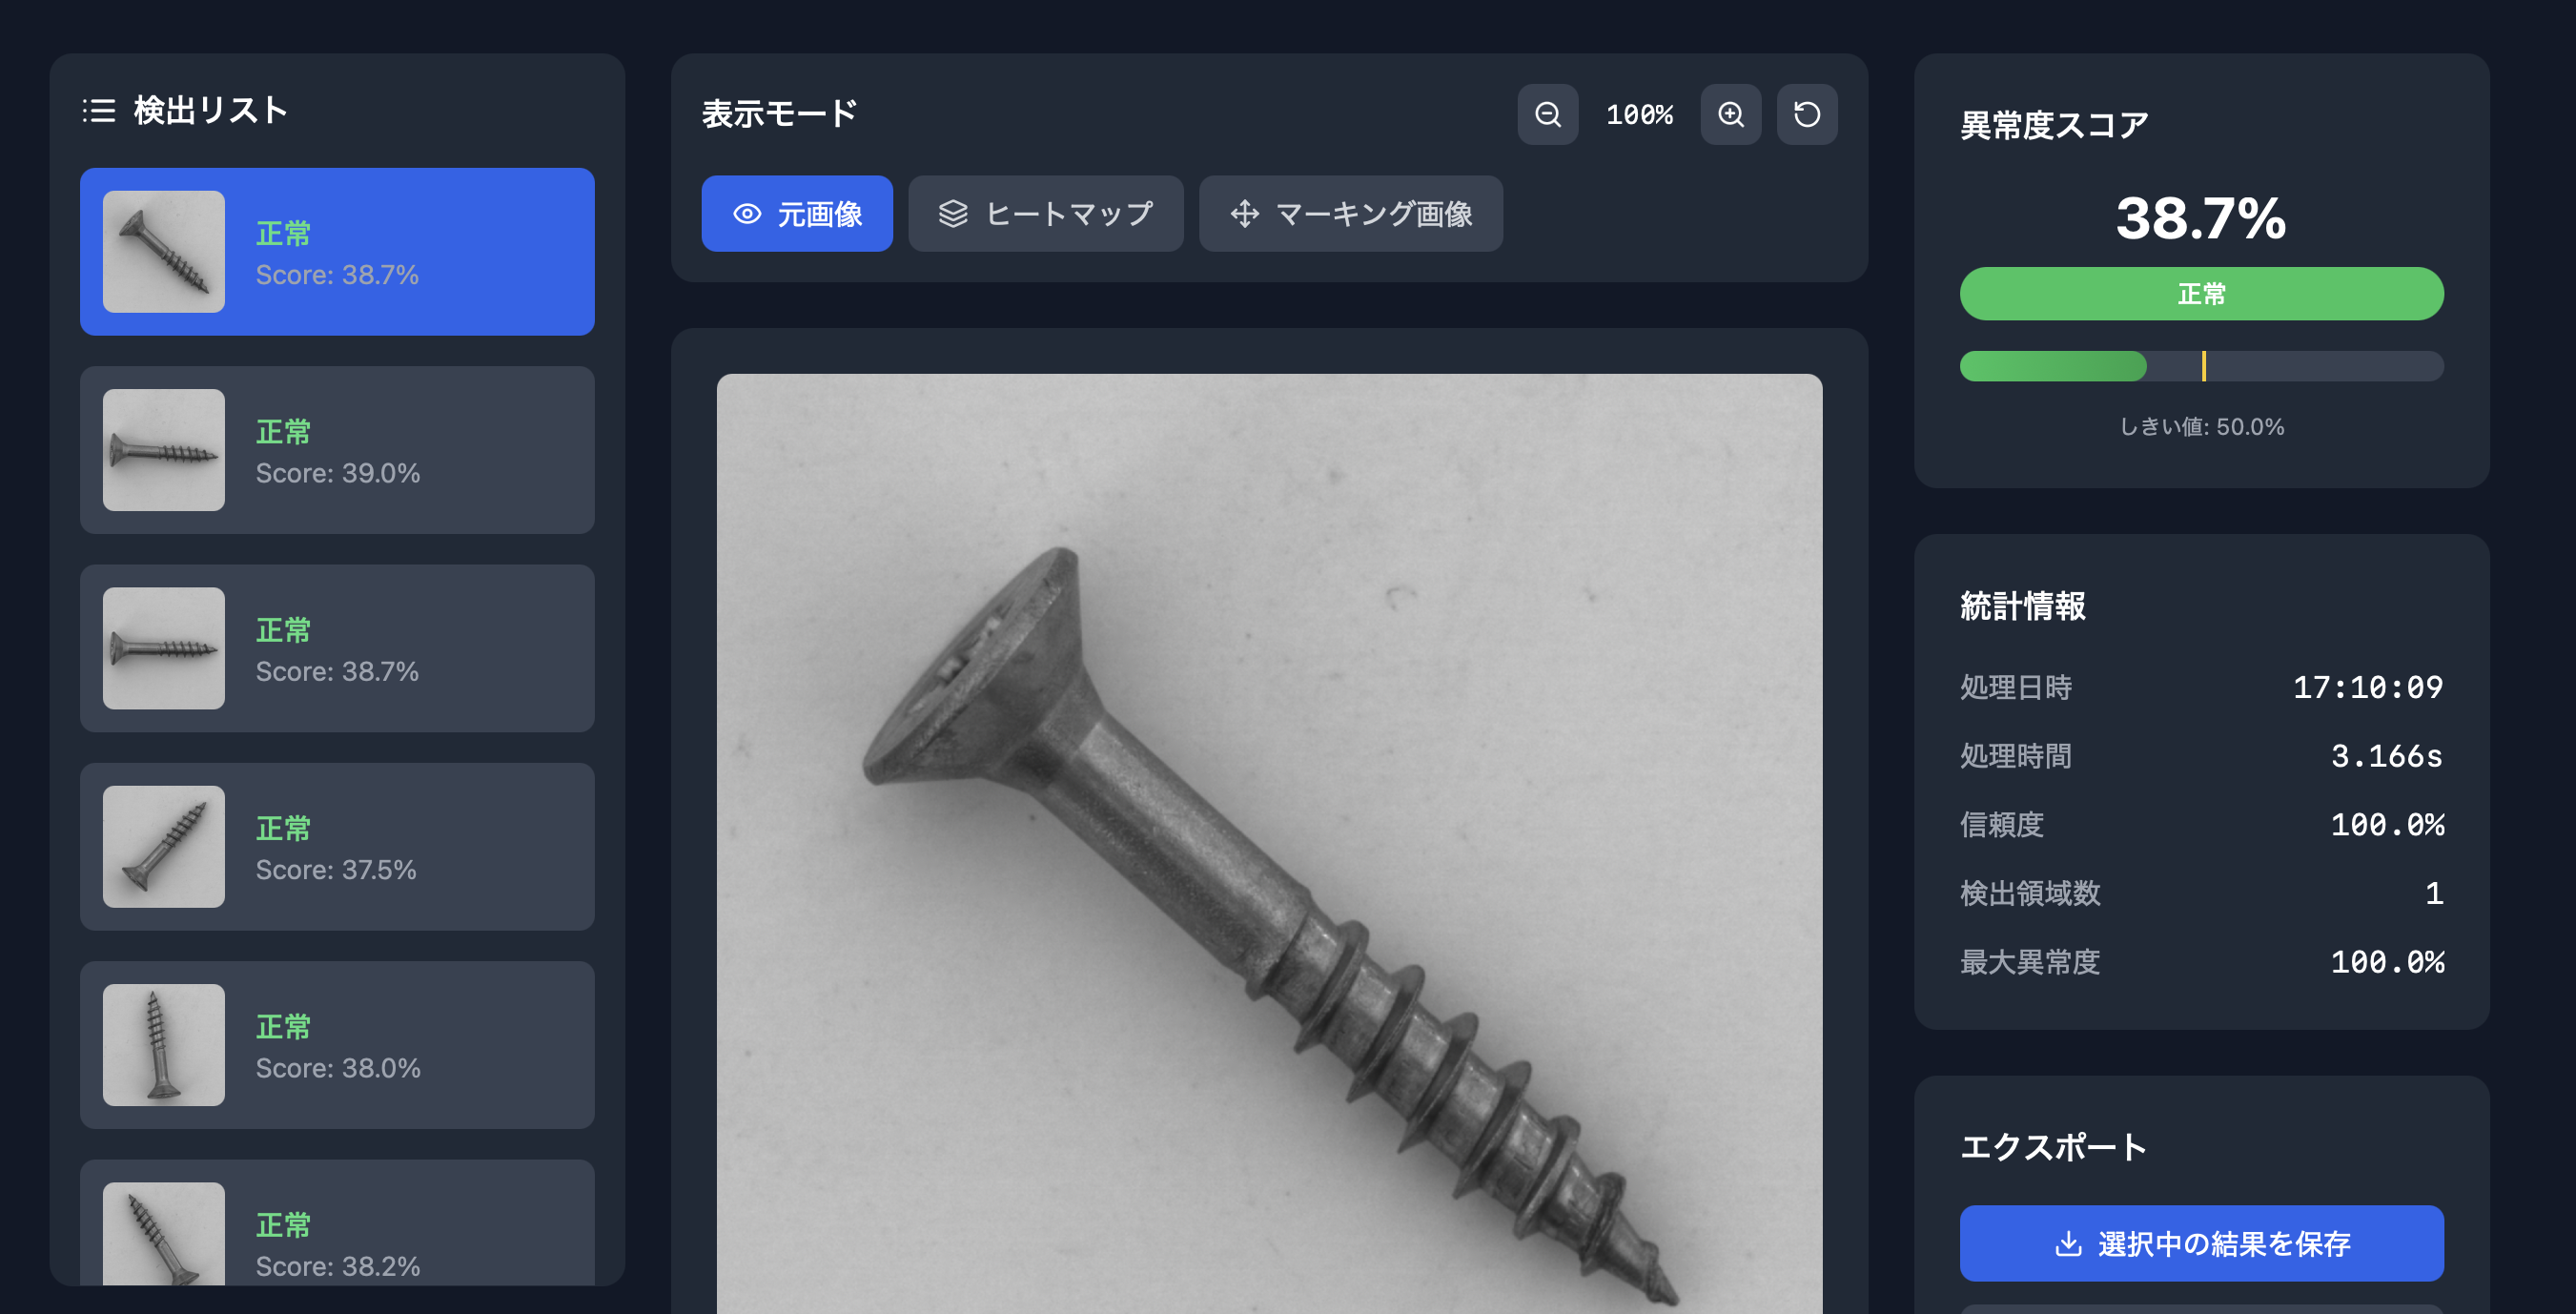 検出リスト
正常
Score: 38.7%
正常
Score: 39.0%
正常
Score: 38.7%
正常
Score: 37.5%
正常
Score: 38.0%
正常
Score: 38.2%
表示モード
100%
元画像
ヒートマップ
マーキング画像
異常度スコア
38.7%
正常
しきい値: 50.0%
統計情報
処理日時 17:10:09
処理時間 3.166s
信頼度 100.0%
検出領域数 1
最大異常度 100.0%
エクスポート
選択中の結果を保存